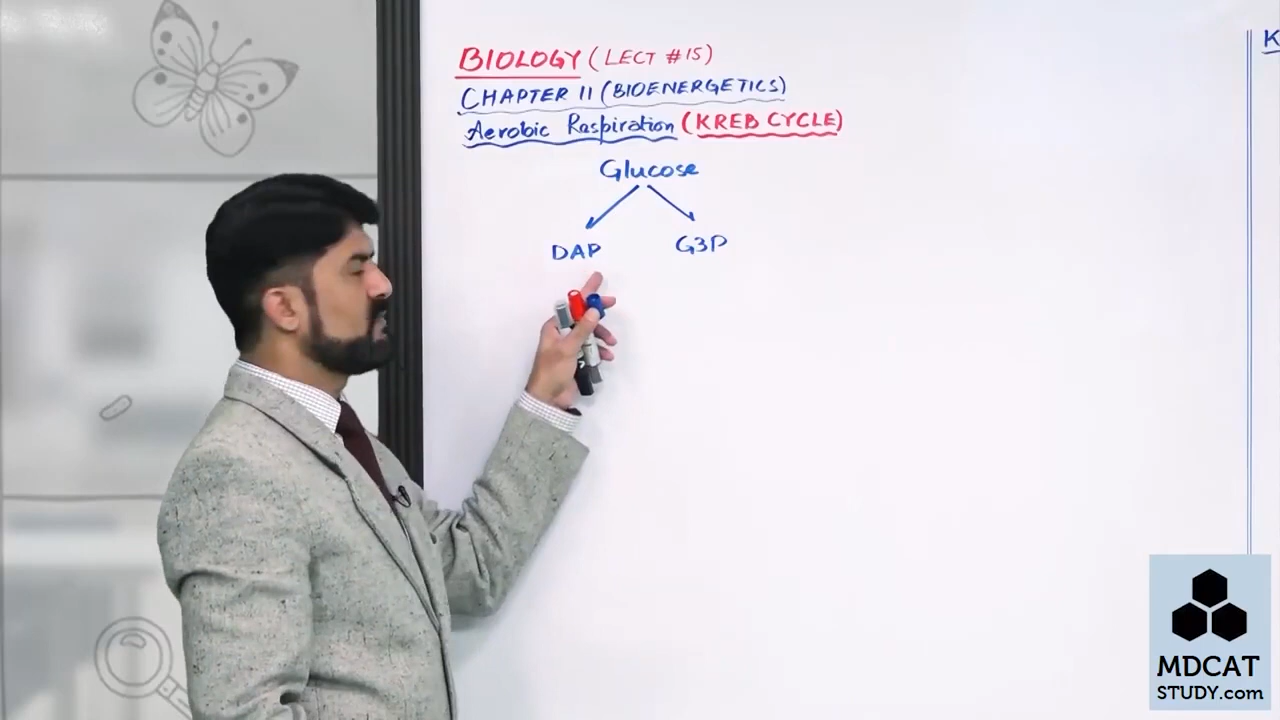 BIOLOGY (LECT #15)
CHAPTER 11 (BIOENERGETICS)
Aerobic Raspiration (KREB CYCLE)
Glucose
DAP G3P
K
MDCAT
STUDY.com